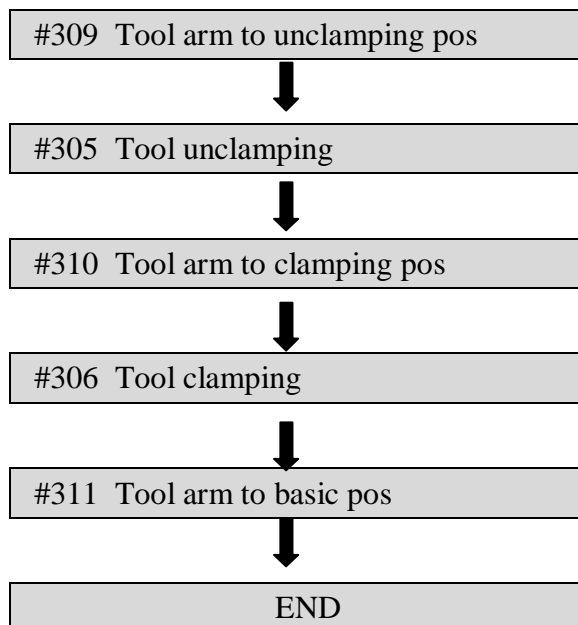 #309 Tool arm to unclamping pos
#305 Tool unclamping
#310 Tool arm to clamping pos
#306 Tool clamping
#311 Tool arm to basic pos
END